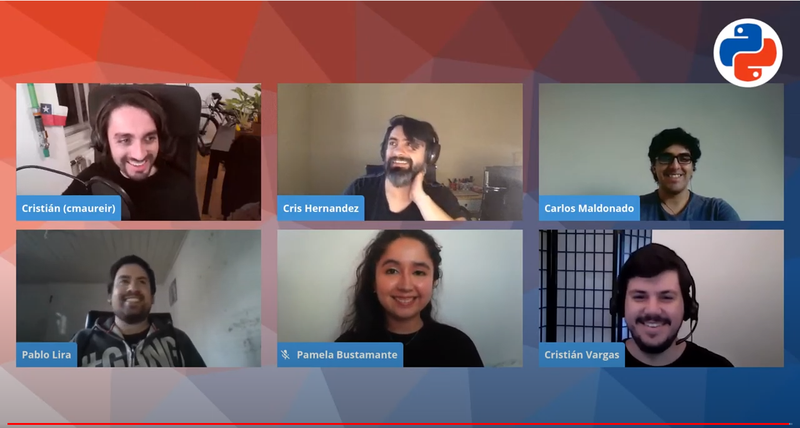 Cristián (cmaureir)
Cris Hernandez
Carlos Maldonado
Pablo Lira
Pamela Bustamante
Cristián Vargas